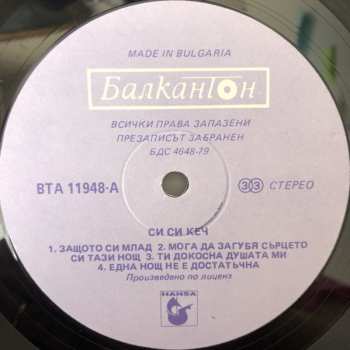 MADE IN BULGARIA
БалканТон
ВСИЧКИ ПРАВА ЗАПАЗЕНИ
ПРЕЗАПИСЪТ ЗАБРАНЕН
БДС 4648-79
ВТА 11948-А
33 СТЕРЕО
СИ СИ КЕЧ
1. ЗАЩОТО СИ МЛАД 2. МОГА ДА ЗАГУБЯ СЪРЦЕТО
СИ ТАЗИ НОЩ 3. ТИ ДОКОСНА ДУШАТА МИ
4. ЕДНА НОЩ НЕ Е ДОСТАТЪЧНА
Произведено по лиценз
HANSA